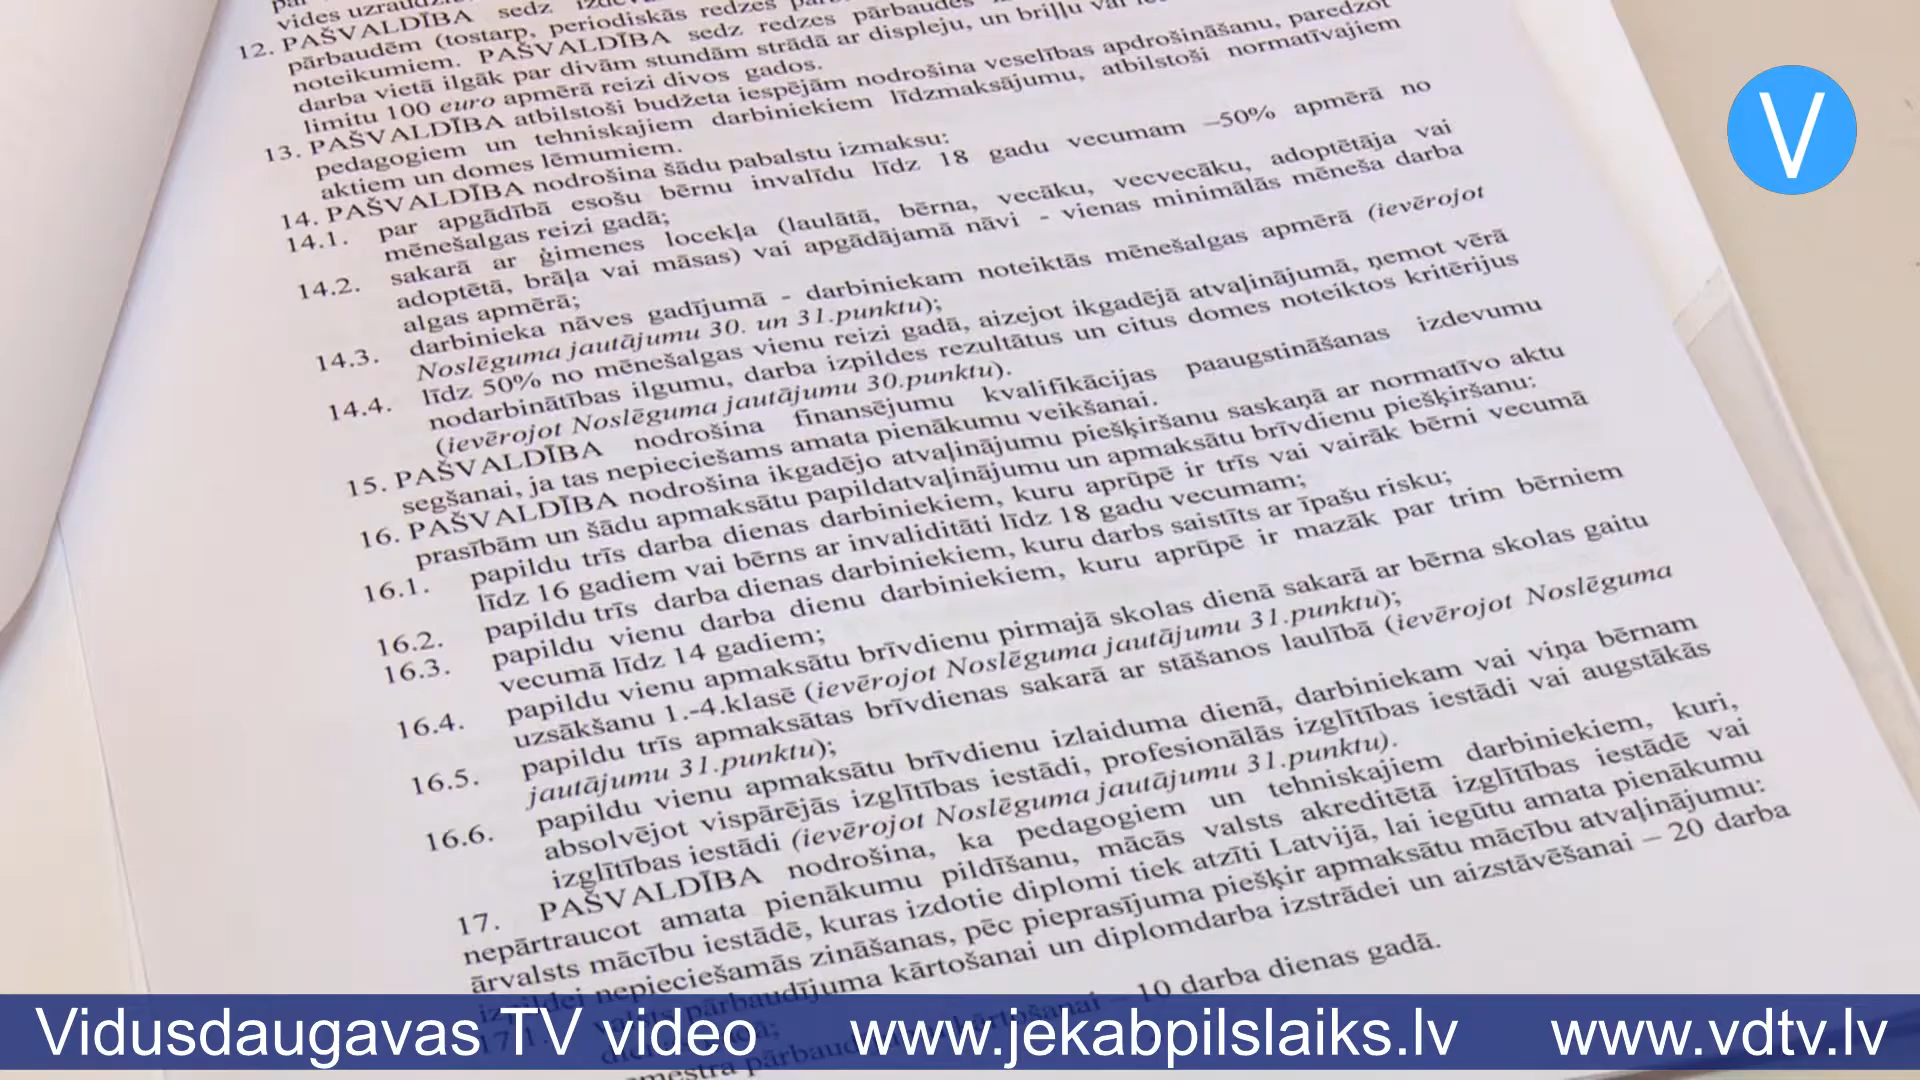 vides
12. PAŠVALDĪBA sedz
pārbaudēm (tostarp, periodiskās redzes
noteikumiem. PAŠVALDĪBA sedz redzes pārbaudes
darba vietā ilgāk par divām stundām strādā ar displeju, un briļļu vai
limitu 100 euro apmērā reizi divos gados.
13. PAŠVALDĪBA atbilstoši budžeta iespējām nodrošina veselības apdrošināšanu, paredzot
pedagogiem un tehniskajiem darbiniekiem līdzmaksājumu, atbilstoši normatīvajiem
aktiem un domes lēmumiem.
14. PAŠVALDĪBA nodrošina šādu pabalstu izmaksu:
14.1. par apgādībā esošu bērnu invalīdu līdz 18 gadu vecumam –50% apmērā no
mēnešalgas reizi gadā;
14.2. sakarā ar ģimenes locekļa (laulātā, bērna, vecāku, vecvecāku, adoptētāja vai
adoptētā, brāļa vai māsas) vai apgādājamā nāvi - vienas minimālās mēneša darba
algas apmērā;
14.3. darbinieka nāves gadījumā - darbiniekam noteiktās mēnešalgas apmērā (ievērojot
Noslēguma jautājumu 30. un 31.punktu);
14.4. līdz 50% no mēnešalgas vienu reizi gadā, aizejot ikgadējā atvaļinājumā, ņemot vērā
nodarbinātības ilgumu, darba izpildes rezultātus un citus domes noteiktos kritērijus
(ievērojot Noslēguma jautājumu 30.punktu).
15. PAŠVALDĪBA nodrošina finansējumu kvalifikācijas paaugstināšanas izdevumu
segšanai, ja tas nepieciešams amata pienākumu veikšanai.
16. PAŠVALDĪBA nodrošina ikgadējo atvaļinājumu piešķiršanu saskaņā ar normatīvo aktu
prasībām un šādu apmaksātu papildatvaļinājumu un apmaksātu brīvdienu piešķiršanu:
16.1. papildu trīs darba dienas darbiniekiem, kuru aprūpē ir trīs vai vairāk bērni vecumā
līdz 16 gadiem vai bērns ar invaliditāti līdz 18 gadu vecumam;
16.2. papildu trīs darba dienas darbiniekiem, kuru darbs saistīts ar īpašu risku;
16.3. papildu vienu darba dienu darbiniekiem, kuru aprūpē ir mazāk par trim bērniem
vecumā līdz 14 gadiem;
16.4. papildu vienu apmaksātu brīvdienu pirmajā skolas dienā sakarā ar bērna skolas gaitu
uzsākšanu 1.-4.klasē (ievērojot Noslēguma jautājumu 31.punktu);
16.5. papildu trīs apmaksātas brīvdienas sakarā ar stāšanos laulībā (ievērojot Noslēguma
jautājumu 31.punktu);
16.6. papildu vienu apmaksātu brīvdienu izlaiduma dienā, darbiniekam vai viņa bērnam
absolvējot vispārējās izglītības iestādi, profesionālās izglītības iestādi vai augstākās
izglītības iestādi (ievērojot Noslēguma jautājumu 31.punktu).
17. PAŠVALDĪBA nodrošina, ka pedagogiem un tehniskajiem darbiniekiem, kuri,
nepārtraucot amata pienākumu pildīšanu, mācās valsts akreditētā izglītības iestādē vai
ārvalsts mācību iestādē, kuras izdotie diplomi tiek atzīti Latvijā, lai iegūtu amata pienākumu
izpildei nepieciešamās zināšanas, pēc pieprasījuma piešķir apmaksātu mācību atvaļinājumu:
17.1. valsts pārbaudījuma kārtošanai un diplomdarba izstrādei un aizstāvēšanai – 20 darba
– 10 darba dienas gadā.
V
Vidusdaugavas TV video www.jekabpilslaiks.lv www.vdtv.lv